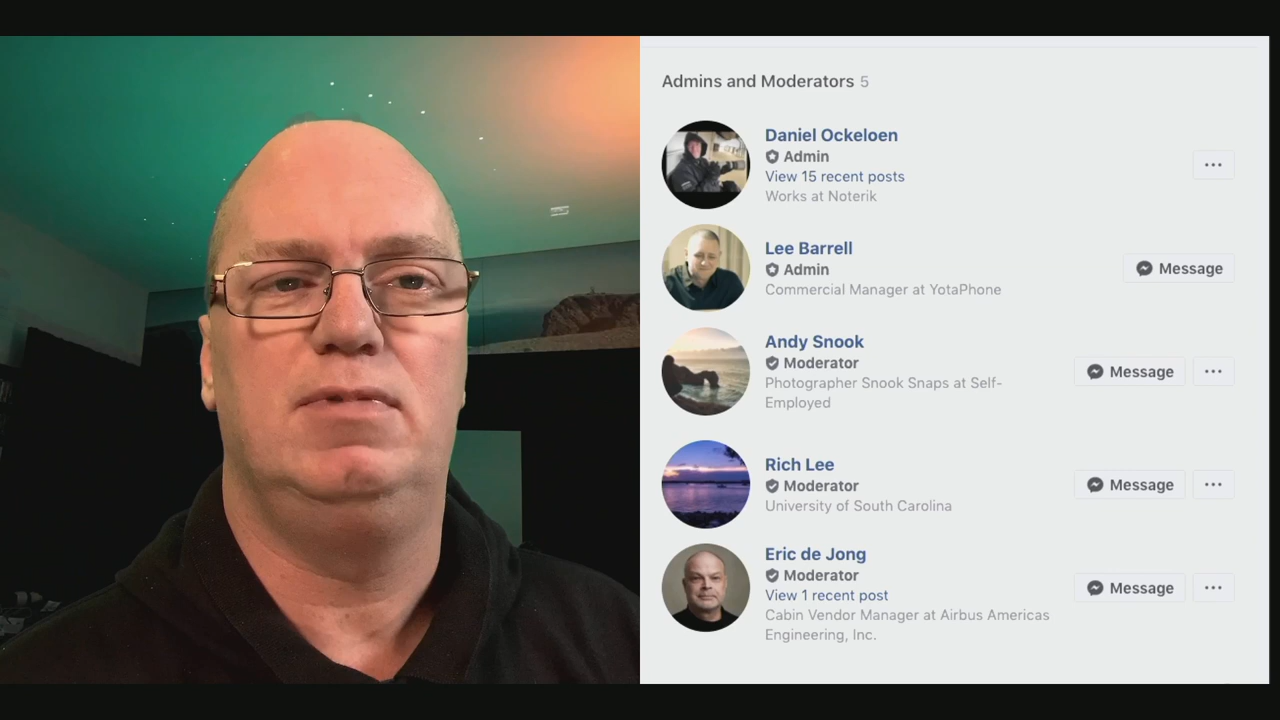 Admins and Moderators 5
Daniel Ockeloen
Admin
View 15 recent posts
Works at Noterik
Lee Barrell
Admin
Commercial Manager at YotaPhone
Message
Andy Snook
Moderator
Photographer Snook Snaps at Self-
Employed
Message
Rich Lee
Moderator
University of South Carolina
Message
Eric de Jong
Moderator
View 1 recent post
Cabin Vendor Manager at Airbus Americas
Engineering, Inc.
Message